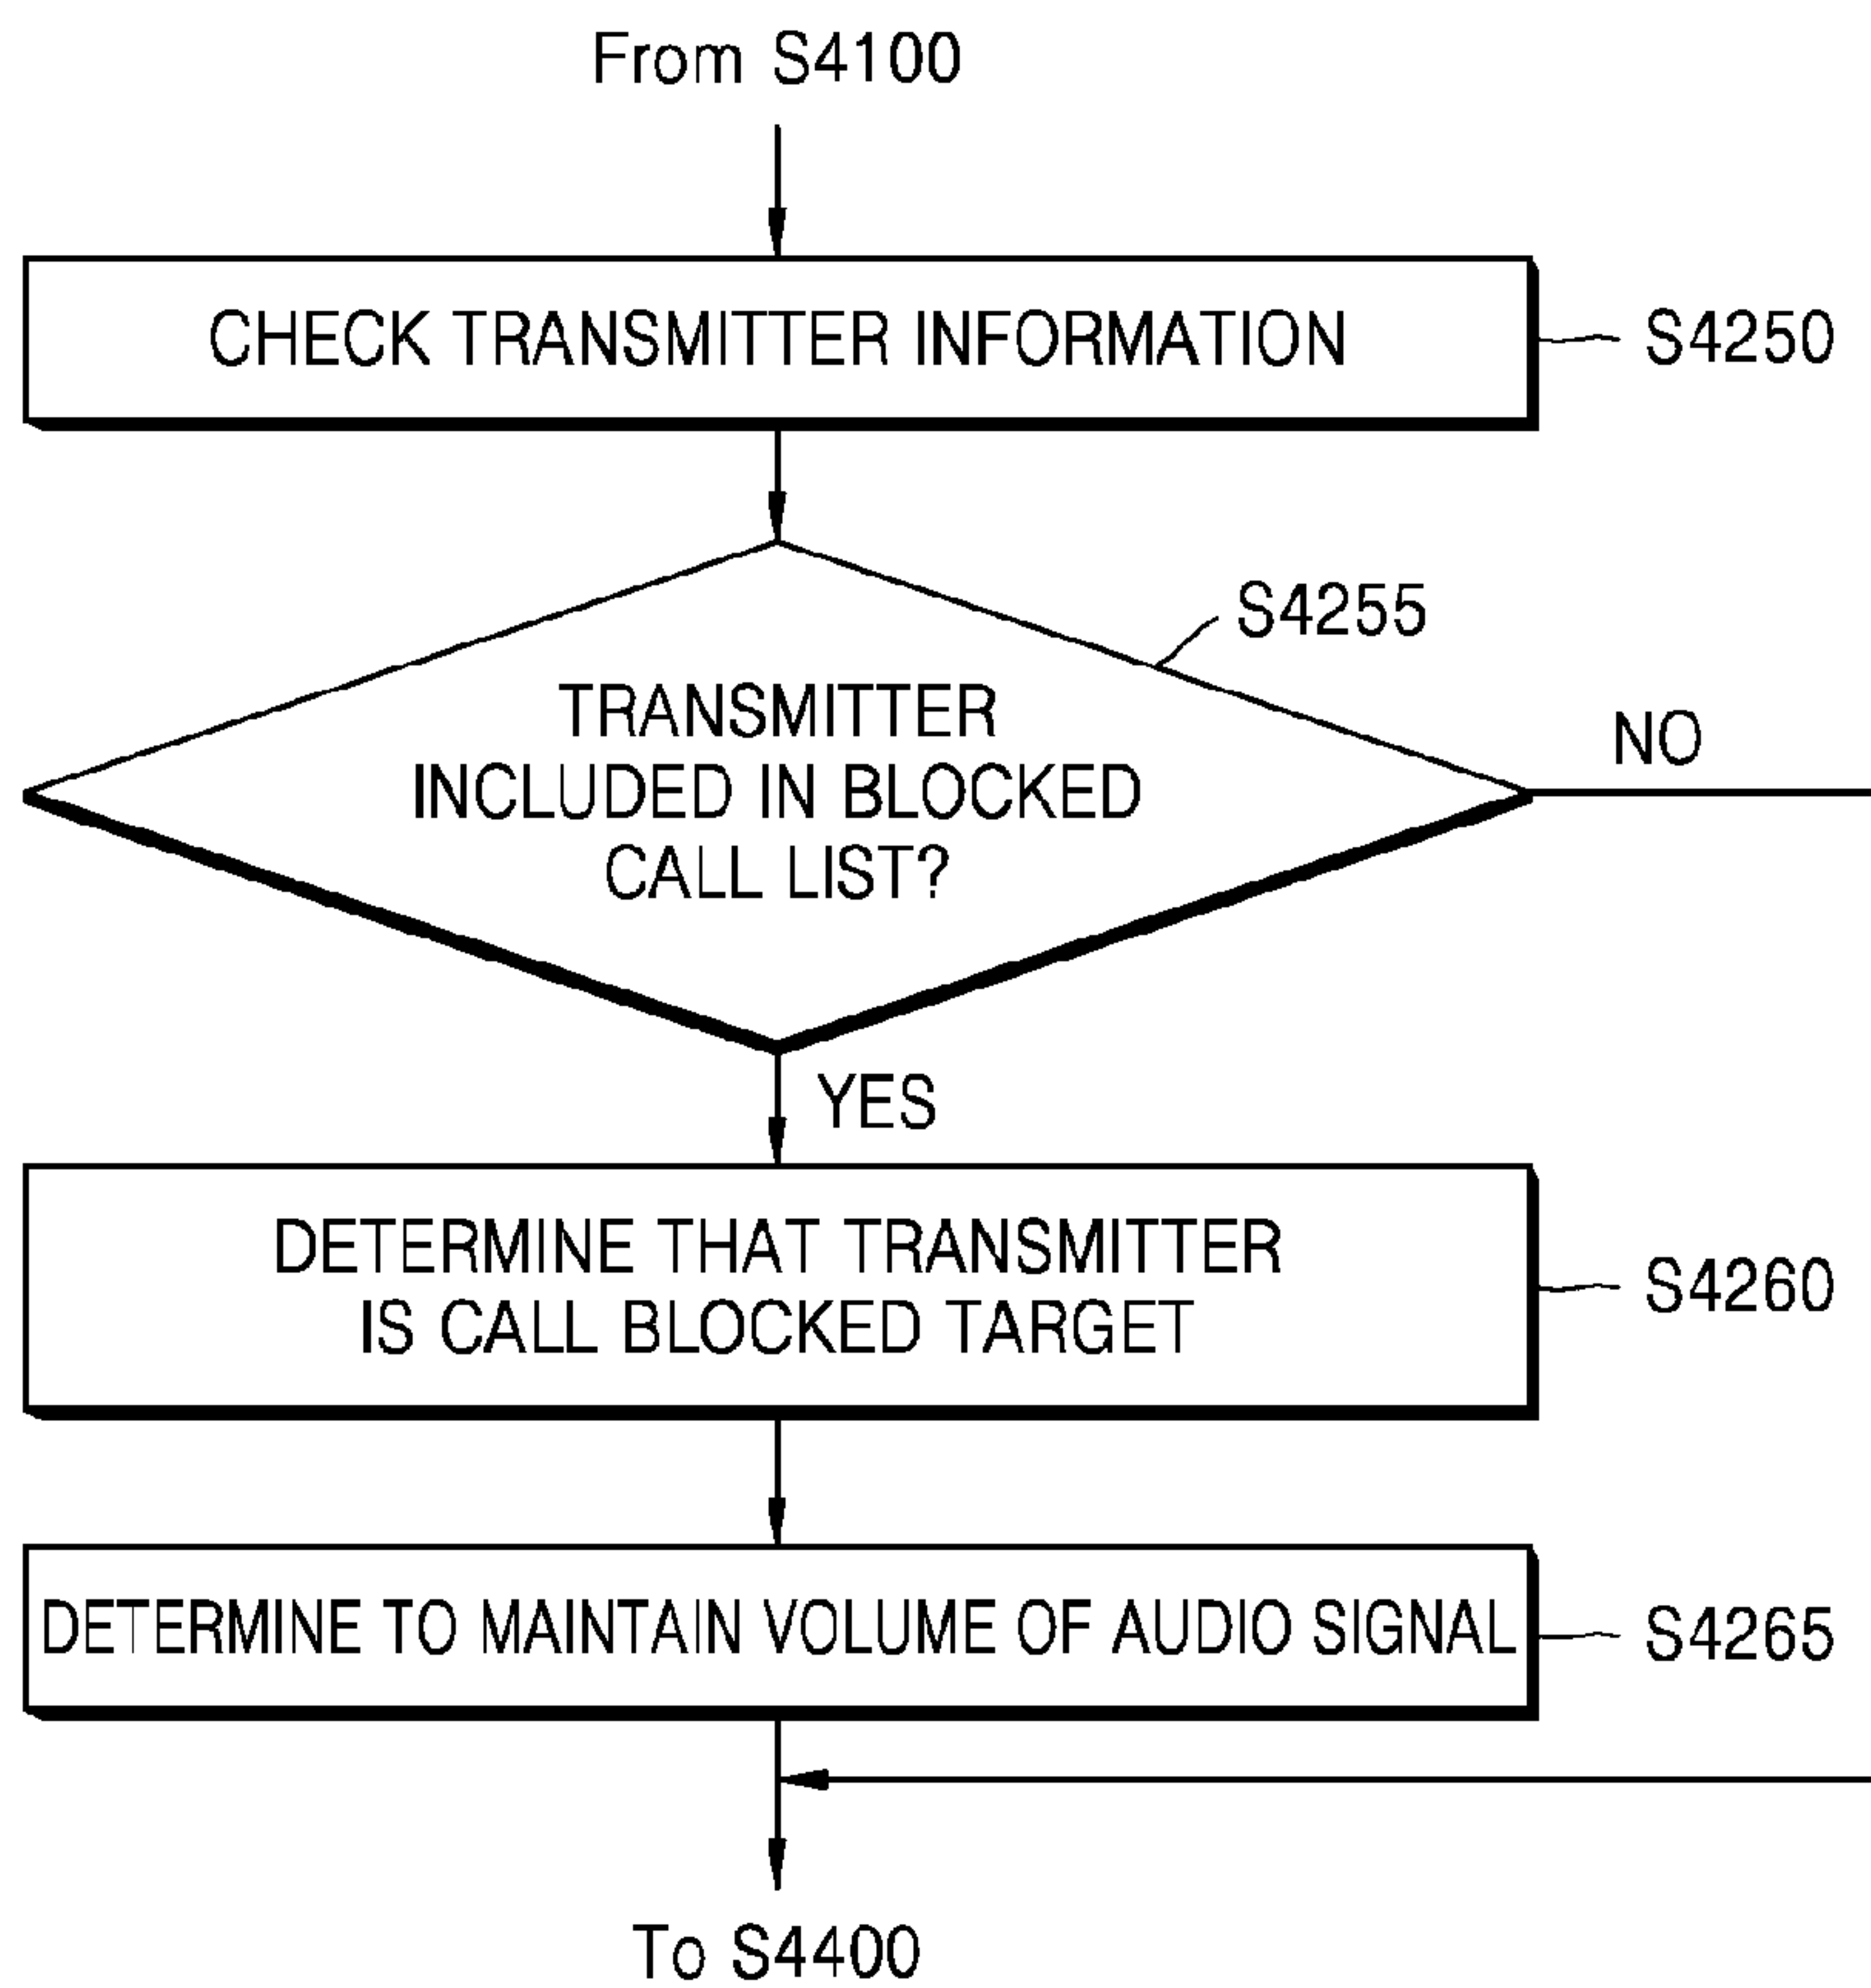 From S4100
CHECK TRANSMITTER INFORMATION
S4250
S4255
TRANSMITTER
INCLUDED IN BLOCKED
CALL LIST?
NO
YES
DETERMINE THAT TRANSMITTER
IS CALL BLOCKED TARGET
S4260
DETERMINE TO MAINTAIN VOLUME OF AUDIO SIGNAL
S4265
To S4400